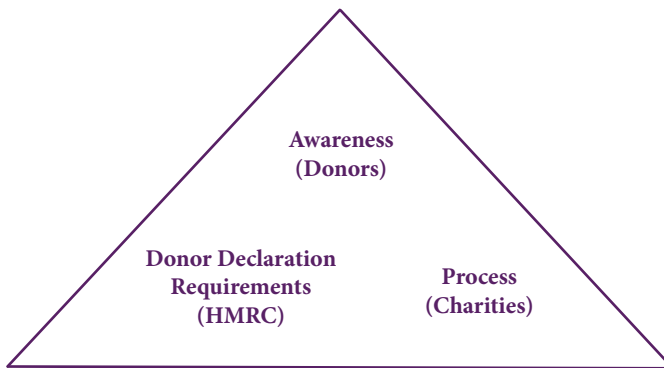 Awareness
(Donors)
Donor Declaration
Requirements
(HMRC)
Process
(Charities)